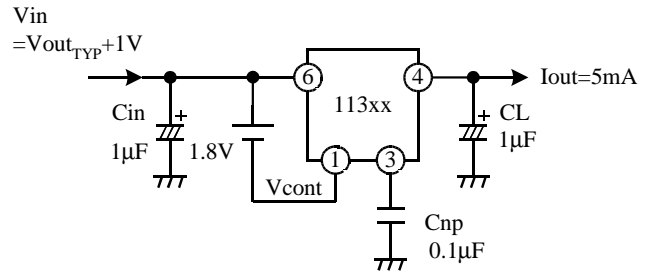 Vin
=VoutTYP+1V
6
4
Iout=5mA
113xx
Cin
+
1μF
1.8V
+
CL
1μF
1
3
Vcont
Cnp
0.1μF